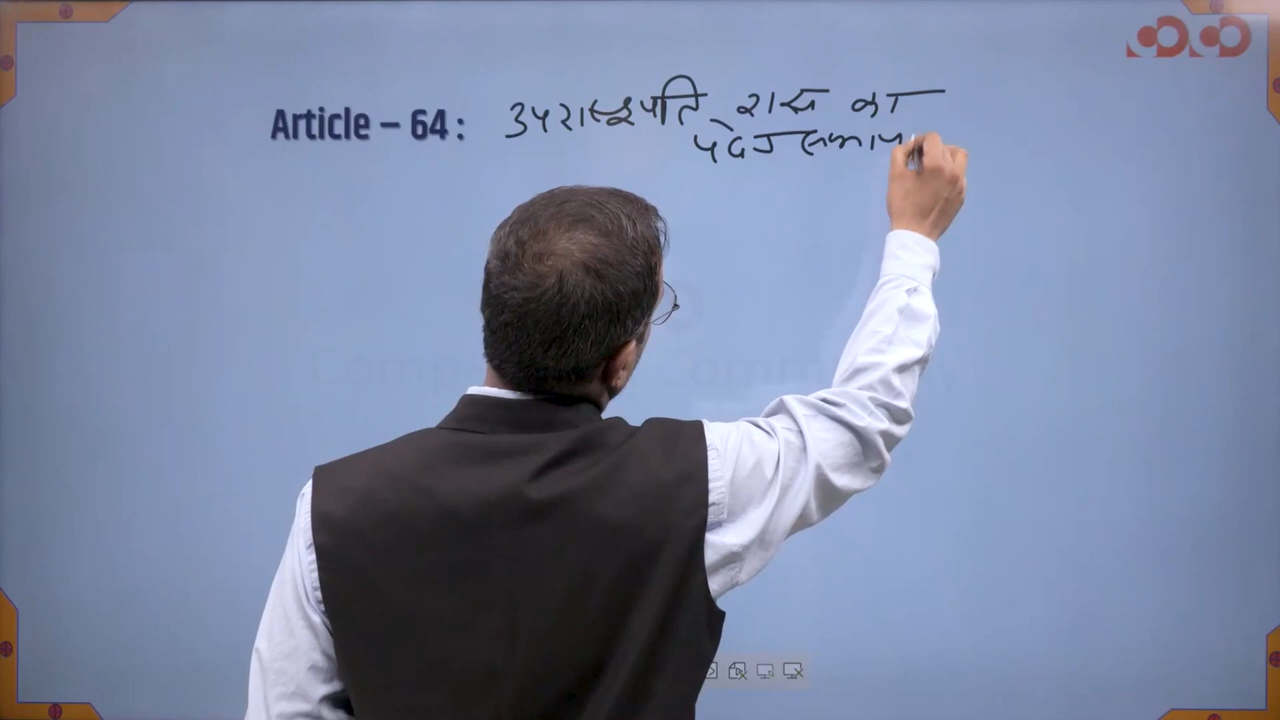 Article – 64 : उपराष्ट्रपति राज्य का
पदेन सभाप